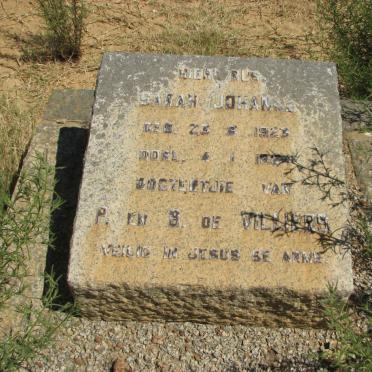 HIER RUS
SARAH JOHANNA
GEB. 23 . 1923
OORL. 4 . 1
DOGTERTJIE VAN
P. EN S. DE VILLIERS
VEILIG IN JESUS SE ARME